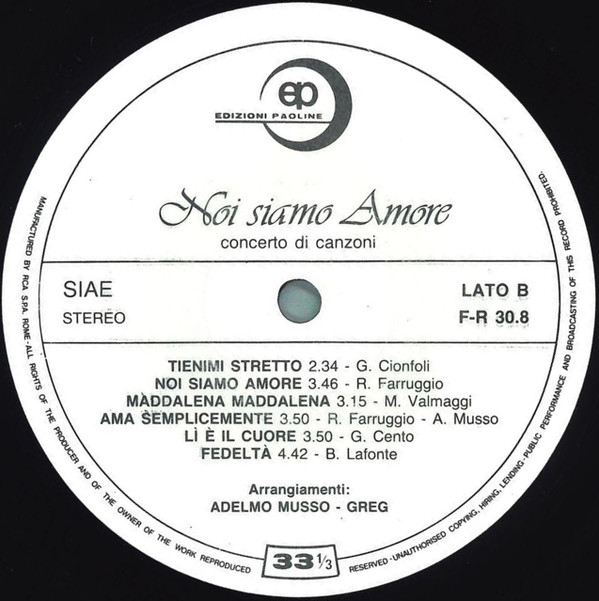 ep
EDIZIONI PAOLINE
Noi siamo Amore
concerto di canzoni
SIAE
STEREO
LATO B
F-R 30.8
TIENIMI STRETTO 2.34 - G. Cionfoli
NOI SIAMO AMORE 3.46 - R. Farruggio
MADDALENA MADDALENA 3.15 - M. Valmaggi
AMA SEMPLICEMENTE 3.50 - R. Farruggio - A. Musso
LÌ È IL CUORE 3.50 - G. Cento
FEDELTÀ 4.42 - B. Lafonte
Arrangiamenti:
ADELMO MUSSO - GREG
MANUFACTURED BY RCA S.P.A. ROME-ALL RIGHTS OF THE PRODUCER AND OF THE OWNER OF THE WORK REPRODUCED
33 1/3
RESERVED-UNAUTHORISED COPYING, HIRING, LENDING-PUBLIC PERFORMANCE AND BROADCASTING OF THIS RECORD PROHIBITED.